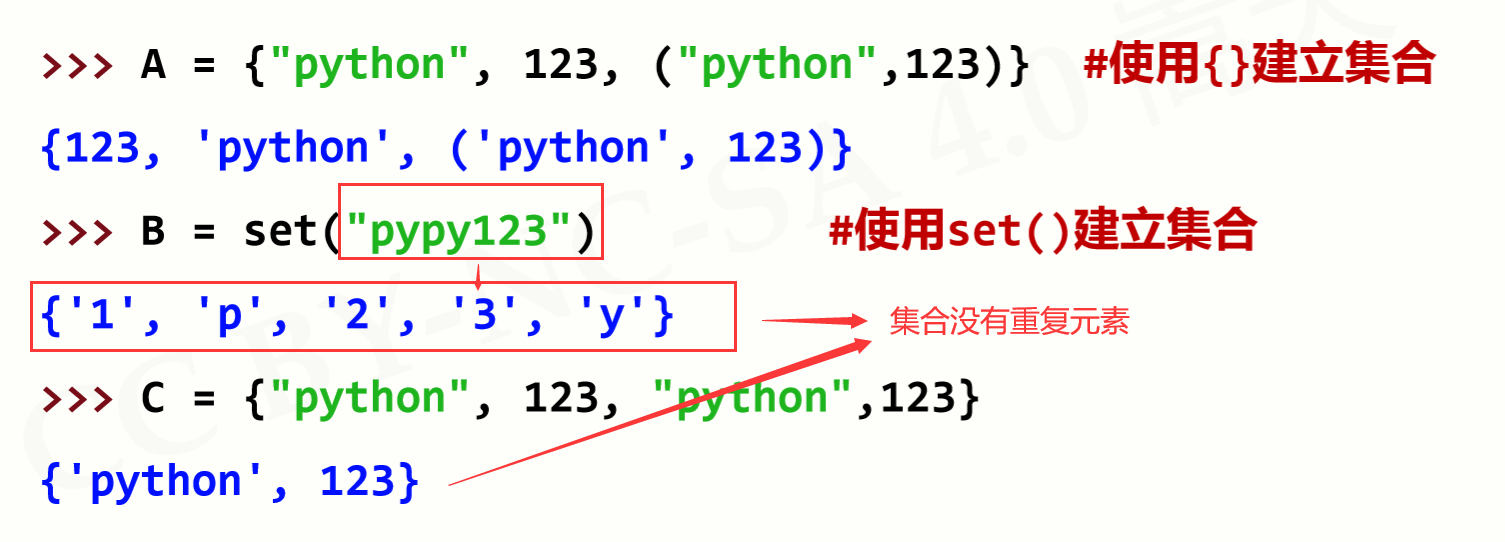 >>> A = {"python", 123, ("python",123)} #使用{}建立集合
{123, 'python', ('python', 123)}
>>> B = set("pypy123") #使用set()建立集合
{'1', 'p', '2', '3', 'y'}
集合没有重复元素
>>> C = {"python", 123, "python",123}
{'python', 123}
CC BY-NC-SA 4.0 嵩天